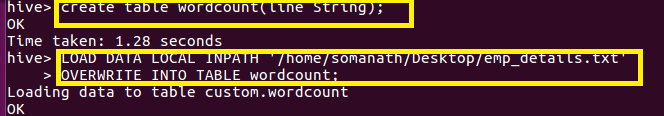 hive> create table wordcount(line String);
OK
Time taken: 1.28 seconds
hive> LOAD DATA LOCAL INPATH '/home/somanath/Desktop/emp_details.txt'
    > OVERWRITE INTO TABLE wordcount;
Loading data to table custom.wordcount
OK